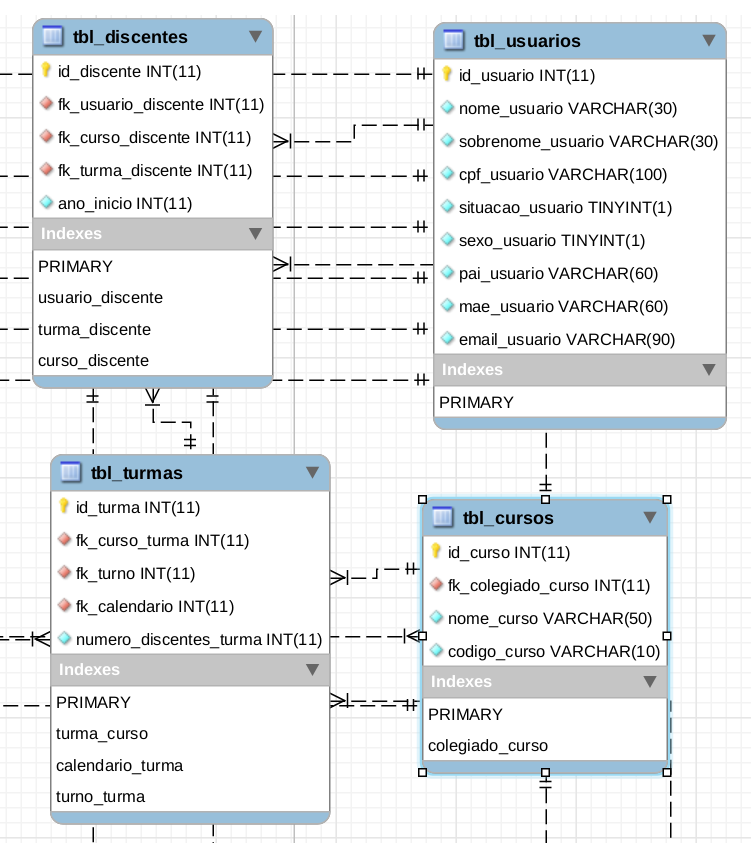 tbl_discentes
id_discente INT(11)
fk_usuario_discente INT(11)
fk_curso_discente INT(11)
fk_turma_discente INT(11)
ano_inicio INT(11)
Indexes
PRIMARY
usuario_discente
turma_discente
curso_discente
tbl_usuarios
id_usuario INT(11)
nome_usuario VARCHAR(30)
sobrenome_usuario VARCHAR(30)
cpf_usuario VARCHAR(100)
situacao_usuario TINYINT(1)
sexo_usuario TINYINT(1)
pai_usuario VARCHAR(60)
mae_usuario VARCHAR(60)
email_usuario VARCHAR(90)
Indexes
PRIMARY
tbl_turmas
id_turma INT(11)
fk_curso_turma INT(11)
fk_turno INT(11)
fk_calendario INT(11)
numero_discentes_turma INT(11)
Indexes
PRIMARY
turma_curso
calendario_turma
turno_turma
tbl_cursos
id_curso INT(11)
fk_colegiado_curso INT(11)
nome_curso VARCHAR(50)
codigo_curso VARCHAR(10)
Indexes
PRIMARY
colegiado_curso